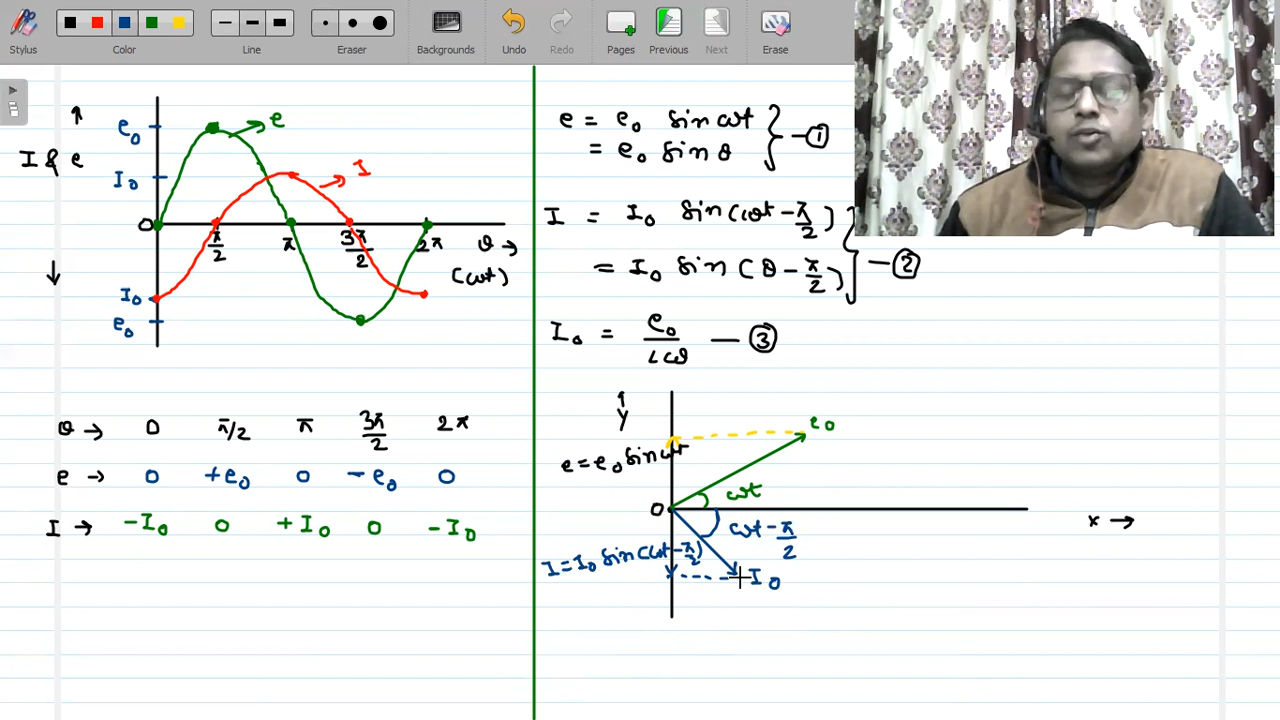 Stylus
Color
Line
Eraser
Backgrounds
Undo
Redo
Pages
Previous
Next
Erase
I & e
e₀
I₀
0
I₀
e₀
e
I
π/2
π
3π/2
2π
θ →
(ωt)
θ → 0 π/2 π 3π/2 2π
e → 0 +e₀ 0 -e₀ 0
I → -I₀ 0 +I₀ 0 -I₀
e = e₀ sin ωt
= e₀ sin θ } — ①
I = I₀ sin(ωt - π/2)
= I₀ sin(θ - π/2) } — ②
I₀ = e₀/Lω — ③
Y
e₀
e = e₀ sin ωt
ωt
0
x →
ωt - π/2
I = I₀ sin(ωt - π/2)
I₀